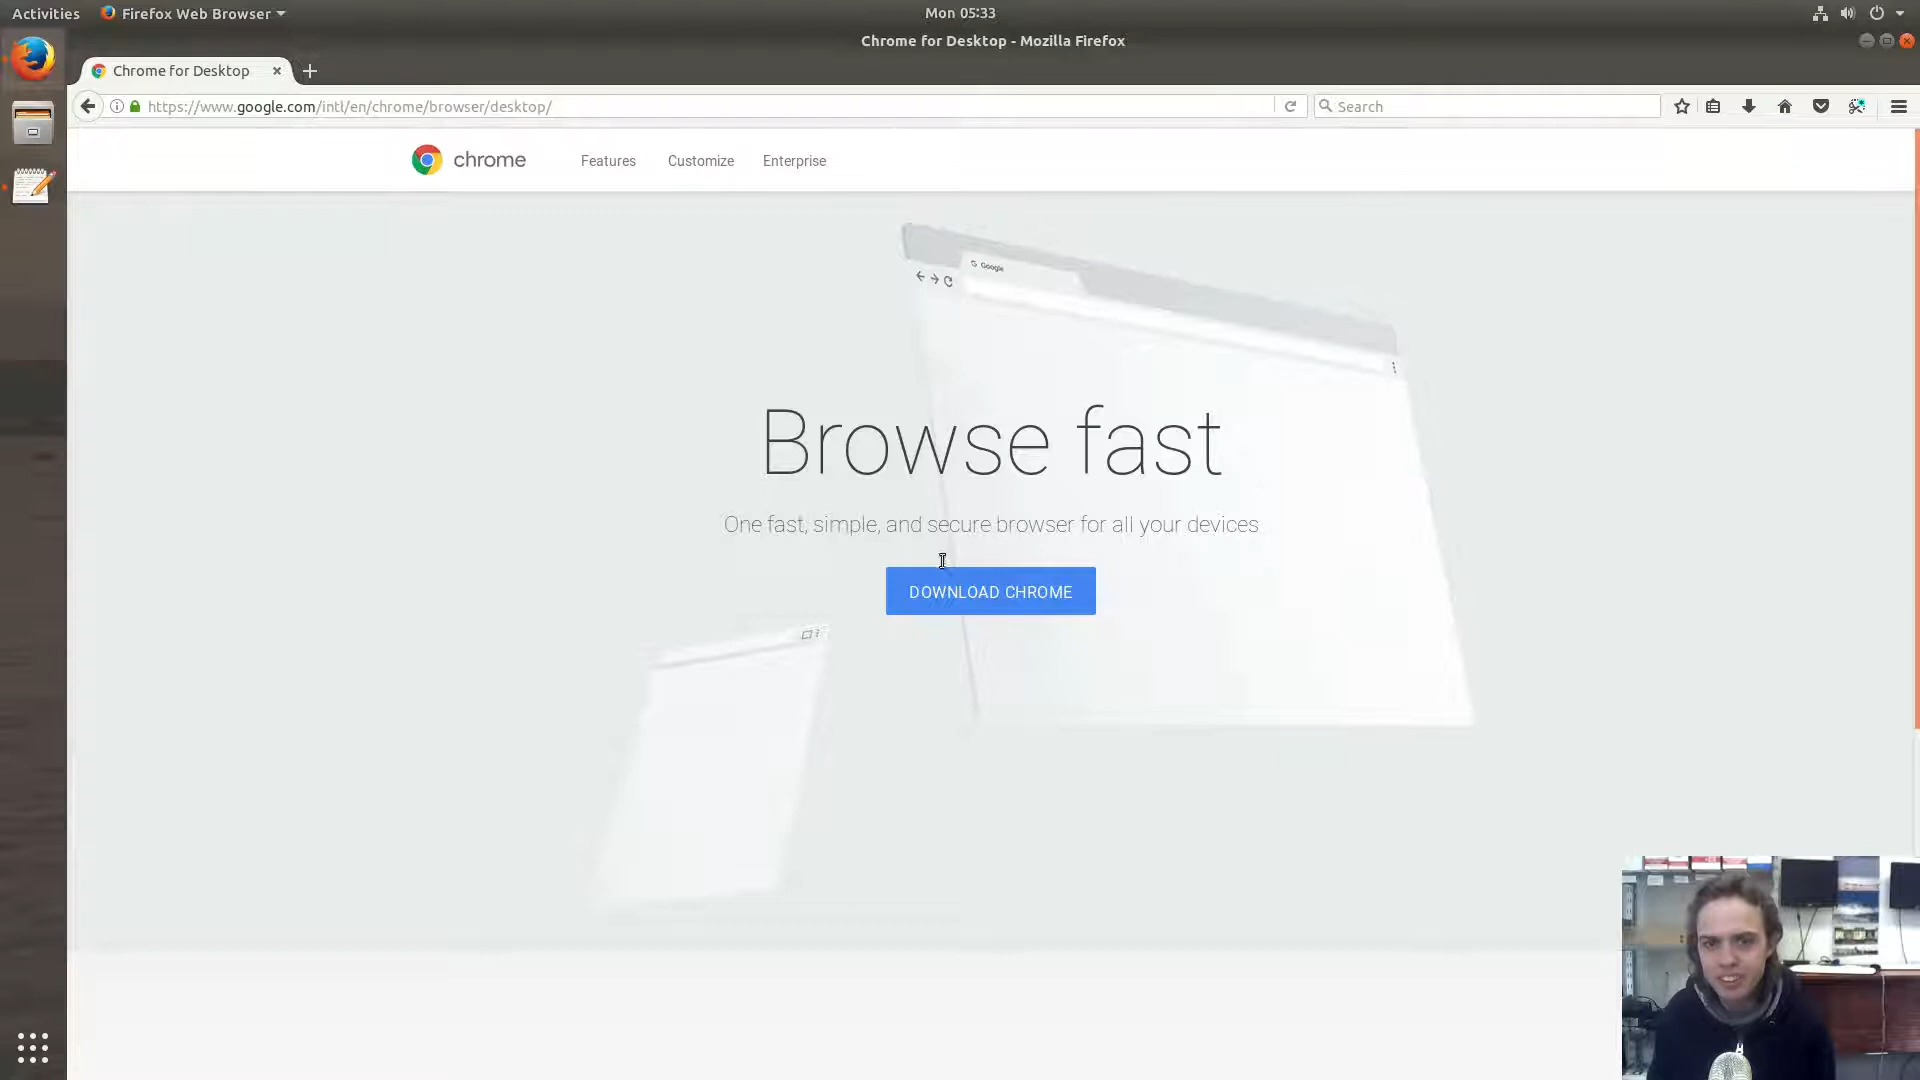 Activities
Firefox Web Browser
Mon 05:33
Chrome for Desktop - Mozilla Firefox
Chrome for Desktop
https://www.google.com/intl/en/chrome/browser/desktop/
Search
chrome
Features
Customize
Enterprise
Google
Browse fast
One fast, simple, and secure browser for all your devices
DOWNLOAD CHROME